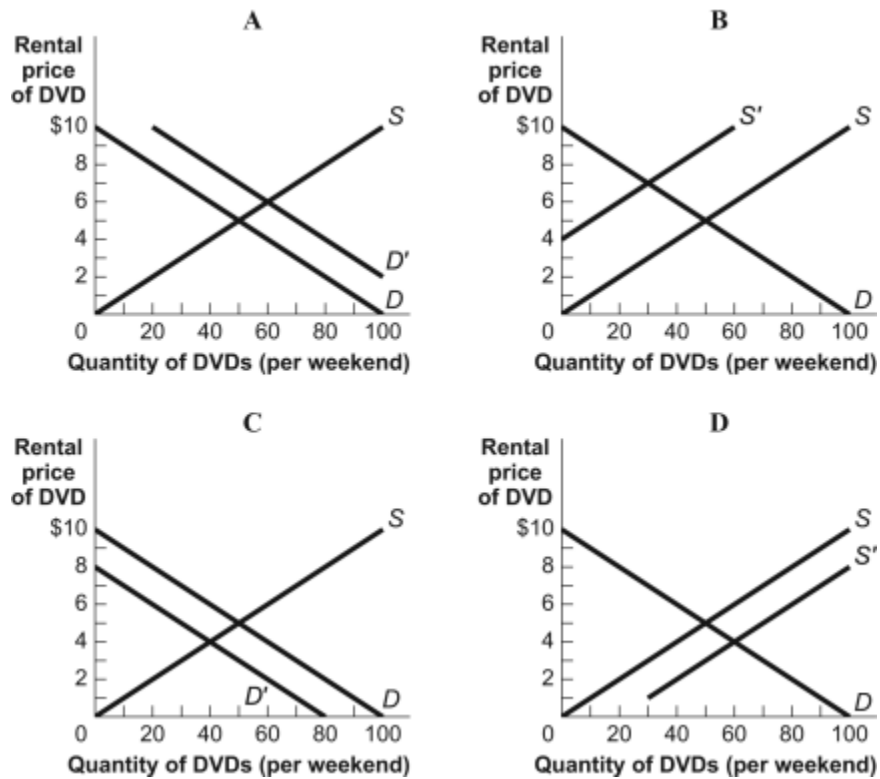 A
Rental
price
of DVD
$10
8
6
4
2
0
20 40 60 80 100
S
D'
D
Quantity of DVDs (per weekend)
B
Rental
price
of DVD
$10
8
6
4
2
0
20 40 60 80 100
S'
S
D
Quantity of DVDs (per weekend)
C
Rental
price
of DVD
$10
8
6
4
2
0
20 40 60 80 100
S
D'
D
Quantity of DVDs (per weekend)
D
Rental
price
of DVD
$10
8
6
4
2
0
20 40 60 80 100
S
S'
D
Quantity of DVDs (per weekend)